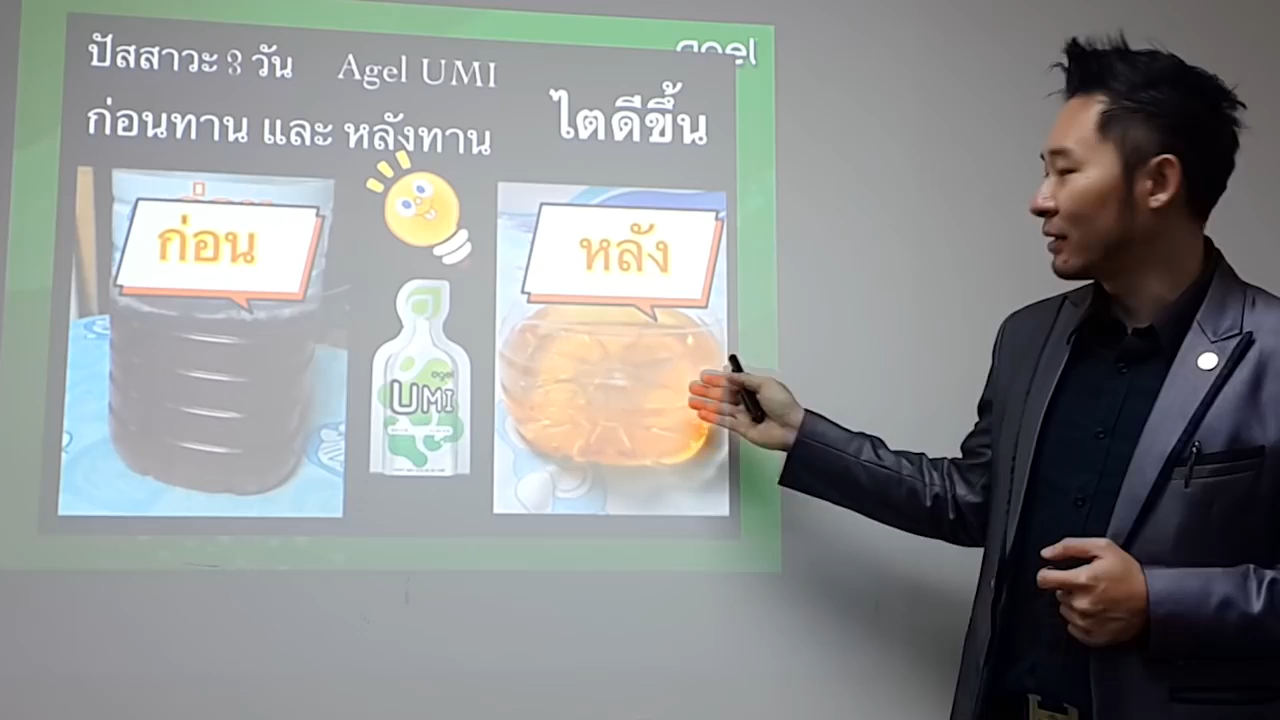 agel
ปัสสาวะ 3 วัน Agel UMI
ก่อนทาน และ หลังทาน
ไตดีขึ้น
ก่อน
หลัง
agel
UMI